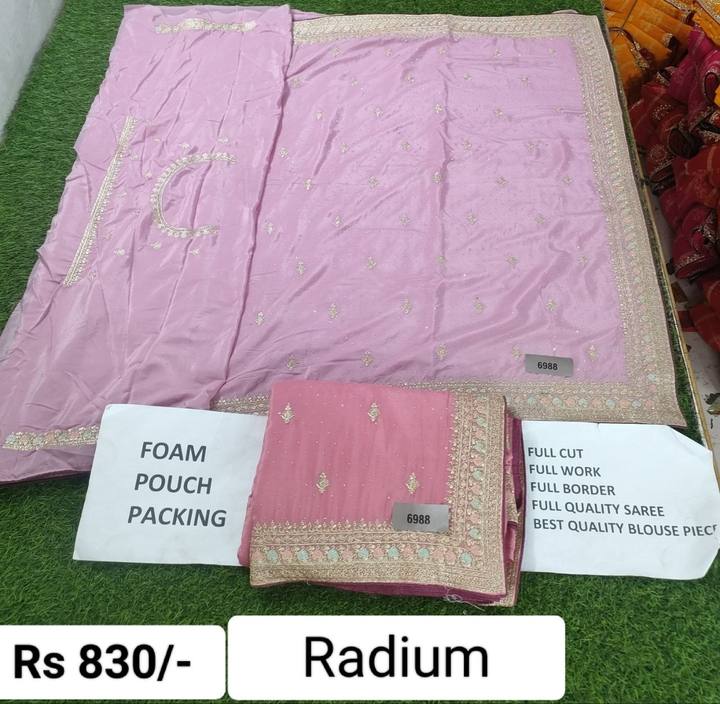 6988
FOAM
POUCH
PACKING
6988
FULL CUT
FULL WORK
FULL BORDER
FULL QUALITY SAREE
BEST QUALITY BLOUSE PIECE
Rs 830/-
Radium